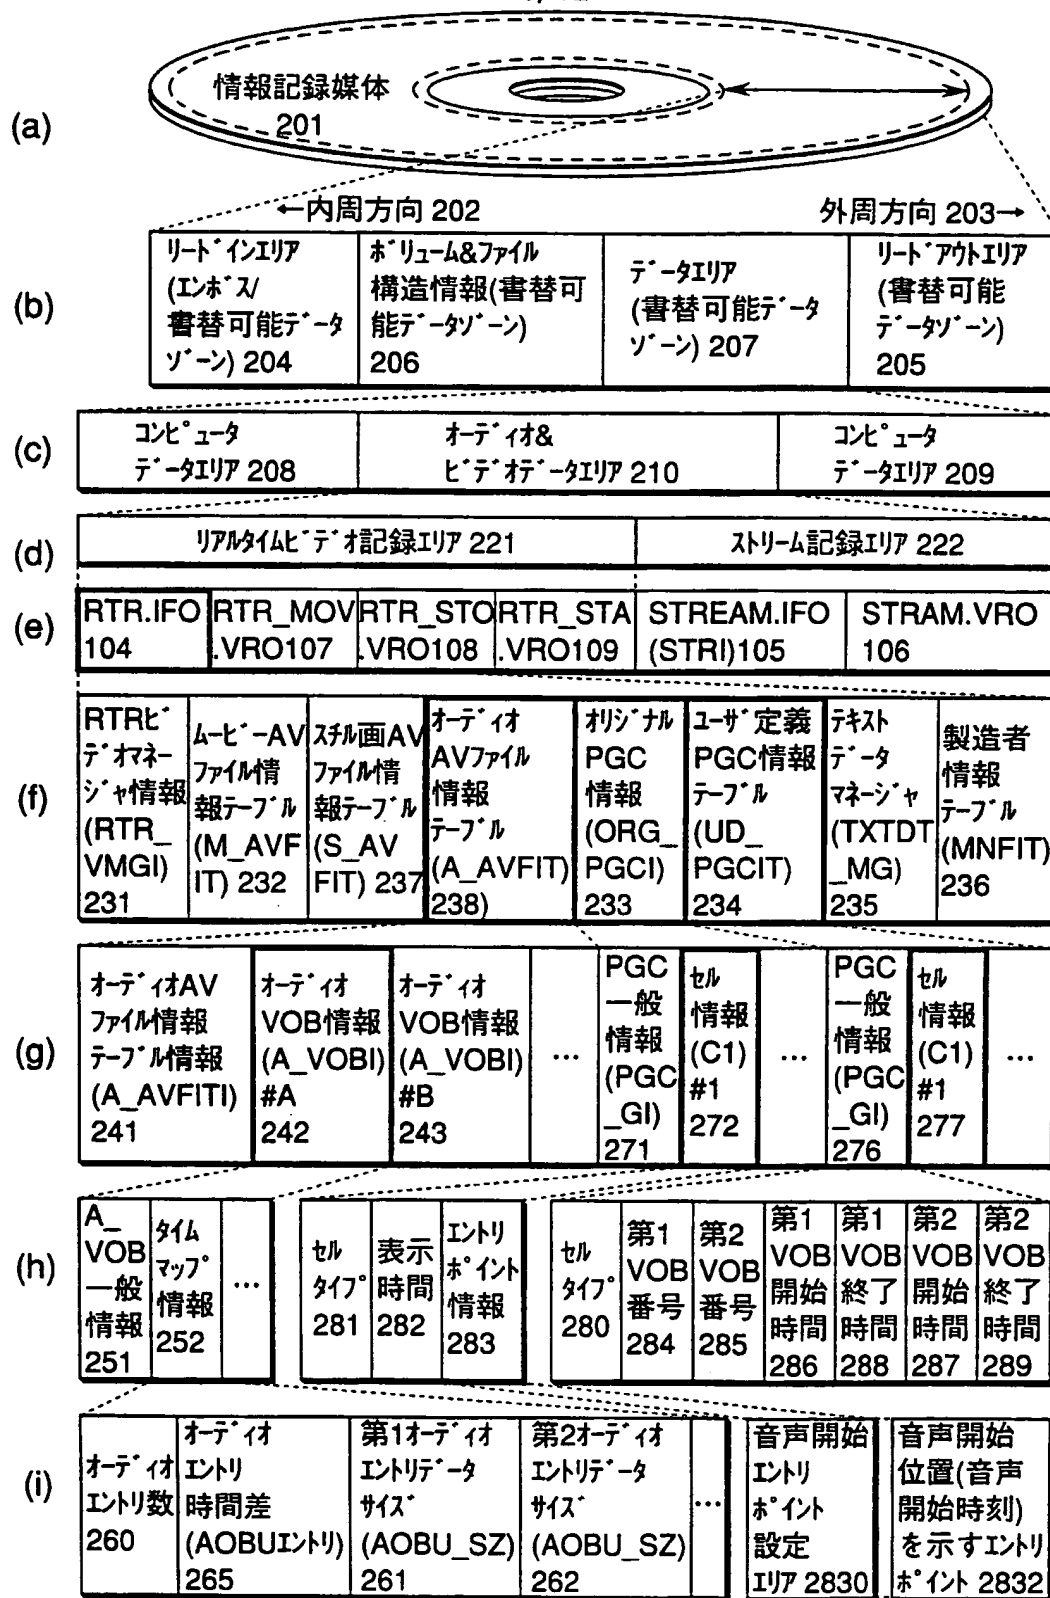 情報記録媒体
201
(a)
←内周方向 202
外周方向 203→
(b)
リードインエリア
(エンボス/
書替可能データ
ゾーン) 204
ボリューム&ファイル
構造情報(書替可
能データゾーン)
206
データエリア
(書替可能データ
ゾーン) 207
リードアウトエリア
(書替可能
データゾーン)
205
(c)
コンピュータ
データエリア 208
オーディオ&
ビデオデータエリア 210
コンピュータ
データエリア 209
(d)
リアルタイムビデオ記録エリア 221
ストリーム記録エリア 222
(e)
RTR.IFO
104
RTR_MOV
.VRO107
RTR_STO
.VRO108
RTR_STA
.VRO109
STREAM.IFO
(STRI)105
STRAM.VRO
106
(f)
RTRビ
デオマネー
ジャ情報
(RTR_
VMGI)
231
ムービーAV
ファイル情
報テーブル
(M_AVF
IT) 232
スチル画AV
ファイル情
報テーブル
(S_AV
FIT) 237
オーディオ
AVファイル
情報
テーブル
(A_AVFIT)
238)
オリジナル
PGC
情報
(ORG_
PGCI)
233
ユーザ定義
PGC情報
テーブル
(UD_
PGCIT)
234
テキスト
データ
マネージャ
(TXTDT
_MG)
235
製造者
情報
テーブル
(MNFIT)
236
(g)
オーディオAV
ファイル情報
テーブル情報
(A_AVFITI)
241
オーディオ
VOB情報
(A_VOBI)
#A
242
オーディオ
VOB情報
(A_VOBI)
#B
243
…
PGC
一般
情報
(PGC
_GI)
271
セル
情報
(C1)
#1
272
…
PGC
一般
情報
(PGC
_GI)
276
セル
情報
(C1)
#1
277
…
(h)
A_
VOB
一般
情報
251
タイム
マップ
情報
252
…
セル
タイプ
281
表示
時間
282
エントリ
ポイント
情報
283
セル
タイプ
280
第1
VOB
番号
284
第2
VOB
番号
285
第1
VOB
開始
時間
286
第1
VOB
終了
時間
288
第2
VOB
開始
時間
287
第2
VOB
終了
時間
289
(i)
オーディオ
エントリ数
260
オーディオ
エントリ
時間差
(AOBUエントリ)
265
第1オーディオ
エントリデータ
サイズ
(AOBU_SZ)
261
第2オーディオ
エントリデータ
サイズ
(AOBU_SZ)
262
…
音声開始
エントリ
ポイント
設定
エリア 2830
音声開始
位置(音声
開始時刻)
を示すエントリ
ポイント 2832